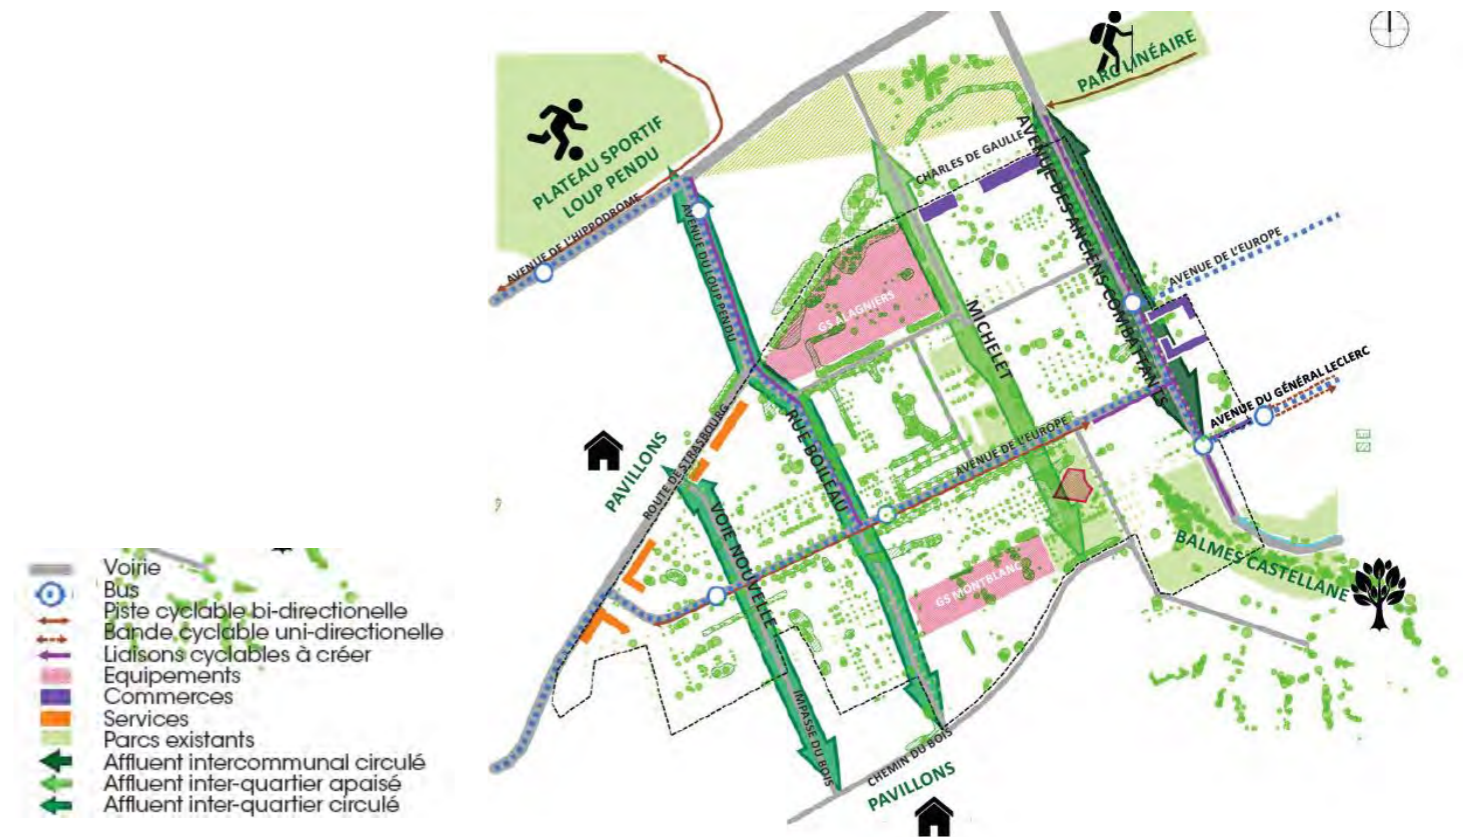 PARC LINÉAIRE
PLATEAU SPORTIF
LOUP PENDU
AVENUE DE L'HIPPODROME
AVENUE DU LOUP PENDU
CHARLES DE GAULLE
AVENUE DES ANCIENS COMBATTANTS
AVENUE DE L'EUROPE
GS ALAGNIERS
MICHELET
AVENUE DU GÉNÉRAL LECLERC
ROUTE DE STRASBOURG
PAVILLONS
RUE BOILEAU
AVENUE DE L'EUROPE
VOIE NOUVELLE
GS MONTBLANC
BALMES CASTELLANE
IMPASSE DU BOIS
CHEMIN DU BOIS
PAVILLONS
Voirie
Bus
Piste cyclable bi-directionelle
Bande cyclable uni-directionelle
Liaisons cyclables à créer
Equipements
Commerces
Services
Parcs existants
Affluent intercommunal circulé
Affluent inter-quartier apaisé
Affluent inter-quartier circulé